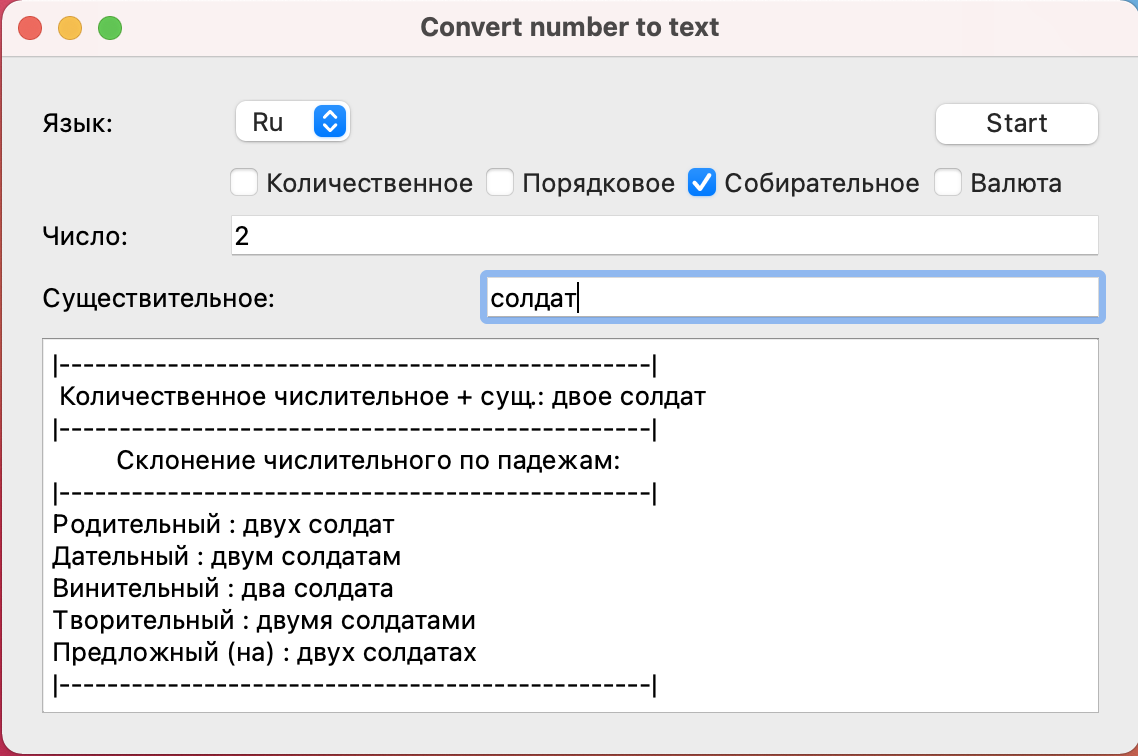 Convert number to text
Язык: Ru Start
Количественное Порядковое Собирательное Валюта
Число: 2
Существительное: солдат
|-------------------------------------------------|
Количественное числительное + сущ.: двое солдат
|-------------------------------------------------|
Склонение числительного по падежам:
|-------------------------------------------------|
Родительный : двух солдат
Дательный : двум солдатам
Винительный : два солдата
Творительный : двумя солдатами
Предложный (на) : двух солдатах
|-------------------------------------------------|